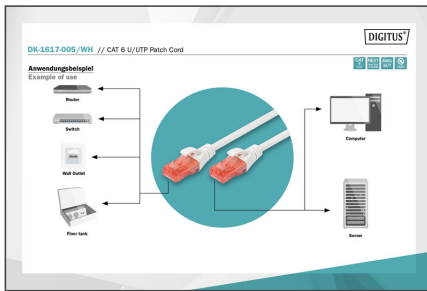 DIGITUS®
DK-1617-005/WH // CAT 6 U/UTP Patch Cord
Anwendungsbeispiel
Example of use
Router
Switch
Wall Outlet
Floor tank
Computer
Server